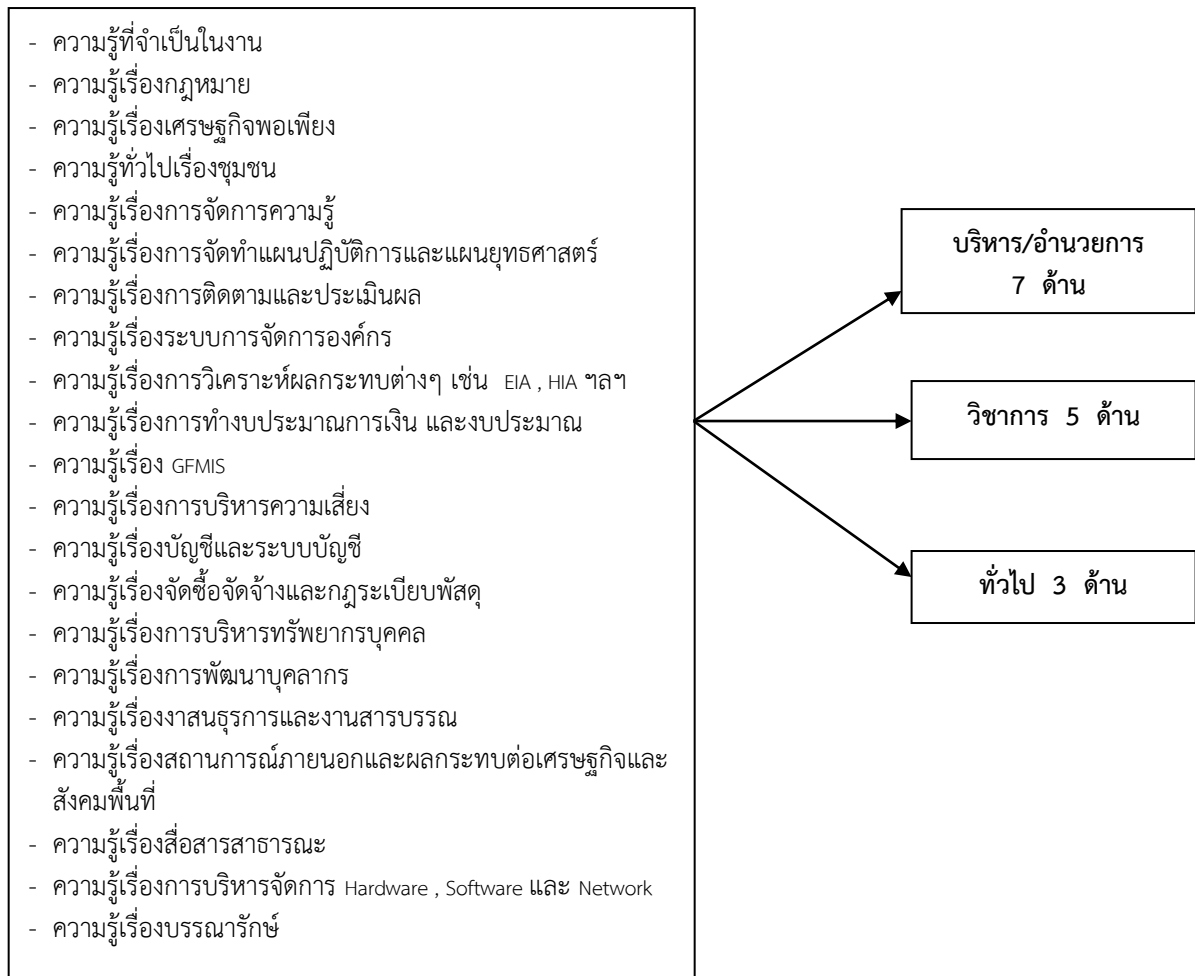 - ความรู้ที่จำเป็นในงาน
- ความรู้เรื่องกฎหมาย
- ความรู้เรื่องเศรษฐกิจพอเพียง
- ความรู้ทั่วไปเรื่องชุมชน
- ความรู้เรื่องการจัดการความรู้
- ความรู้เรื่องการจัดทำแผนปฏิบัติการและแผนยุทธศาสตร์
- ความรู้เรื่องการติดตามและประเมินผล
- ความรู้เรื่องระบบการจัดการองค์กร
- ความรู้เรื่องการวิเคราะห์ผลกระทบต่างๆ เช่น EIA , HIA ฯลฯ
- ความรู้เรื่องการทำงบประมาณการเงิน และงบประมาณ
- ความรู้เรื่อง GFMIS
- ความรู้เรื่องการบริหารความเสี่ยง
- ความรู้เรื่องบัญชีและระบบบัญชี
- ความรู้เรื่องจัดซื้อจัดจ้างและกฎระเบียบพัสดุ
- ความรู้เรื่องการบริหารทรัพยากรบุคคล
- ความรู้เรื่องการพัฒนาบุคลากร
- ความรู้เรื่องงาสนธุรการและงานสารบรรณ
- ความรู้เรื่องสถานการณ์ภายนอกและผลกระทบต่อเศรษฐกิจและ
สังคมพื้นที่
- ความรู้เรื่องสื่อสารสาธารณะ
- ความรู้เรื่องการบริหารจัดการ Hardware , Software และ Network
- ความรู้เรื่องบรรณารักษ์
บริหาร/อำนวยการ
7 ด้าน
วิชาการ 5 ด้าน
ทั่วไป 3 ด้าน